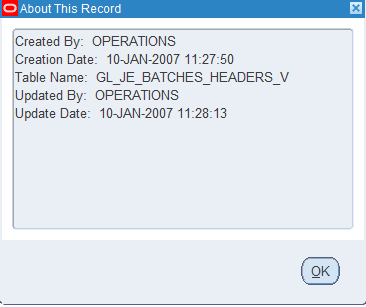 About This Record
Created By: OPERATIONS
Creation Date: 10-JAN-2007 11:27:50
Table Name: GL_JE_BATCHES_HEADERS_V
Updated By: OPERATIONS
Update Date: 10-JAN-2007 11:28:13
OK